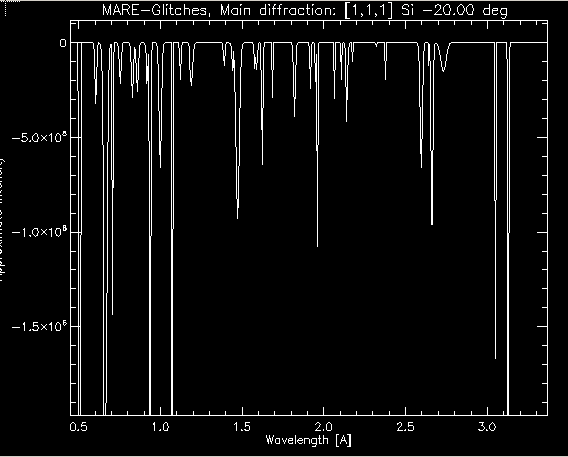 MARE-Glitches, Main diffraction: [1,1,1] Si -20.00 deg
0
-5.0×10⁵
-1.0×10⁶
-1.5×10⁶
0.5 1.0 1.5 2.0 2.5 3.0
Wavelength [A]